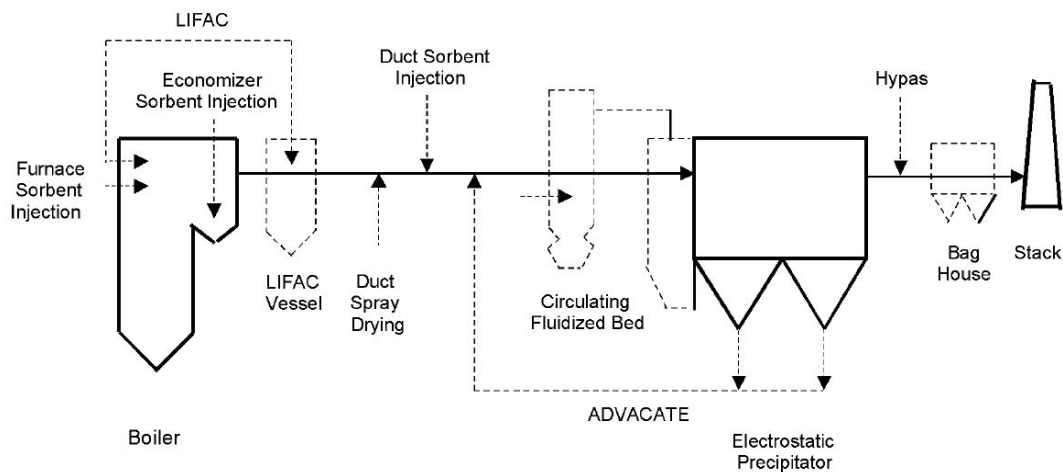 LIFAC
Economizer
Sorbent Injection
Duct Sorbent
Injection
Hypas
Furnace
Sorbent
Injection
LIFAC
Vessel
Duct
Spray
Drying
Circulating
Fluidized Bed
Bag
House
Stack
ADVACATE
Boiler
Electrostatic
Precipitator